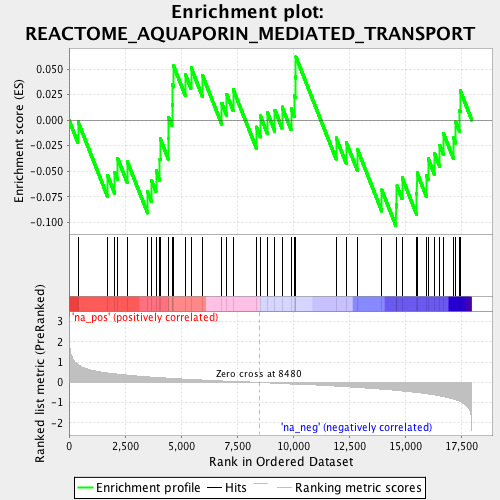 Enrichment plot:
REACTOME_AQUAPORIN_MEDIATED_TRANSPORT
Enrichment score (ES)
0.050
0.025
0.000
-0.025
-0.050
-0.075
-0.100
'na_pos' (positively correlated)
Ranked list metric (PreRanked)
3
2
1
0
-1
-2
Zero cross at 8480
'na_neg' (negatively correlated)
0
2,500
5,000
7,500
10,000
12,500
15,000
17,500
Rank in Ordered Dataset
Enrichment profile
Hits
Ranking metric scores